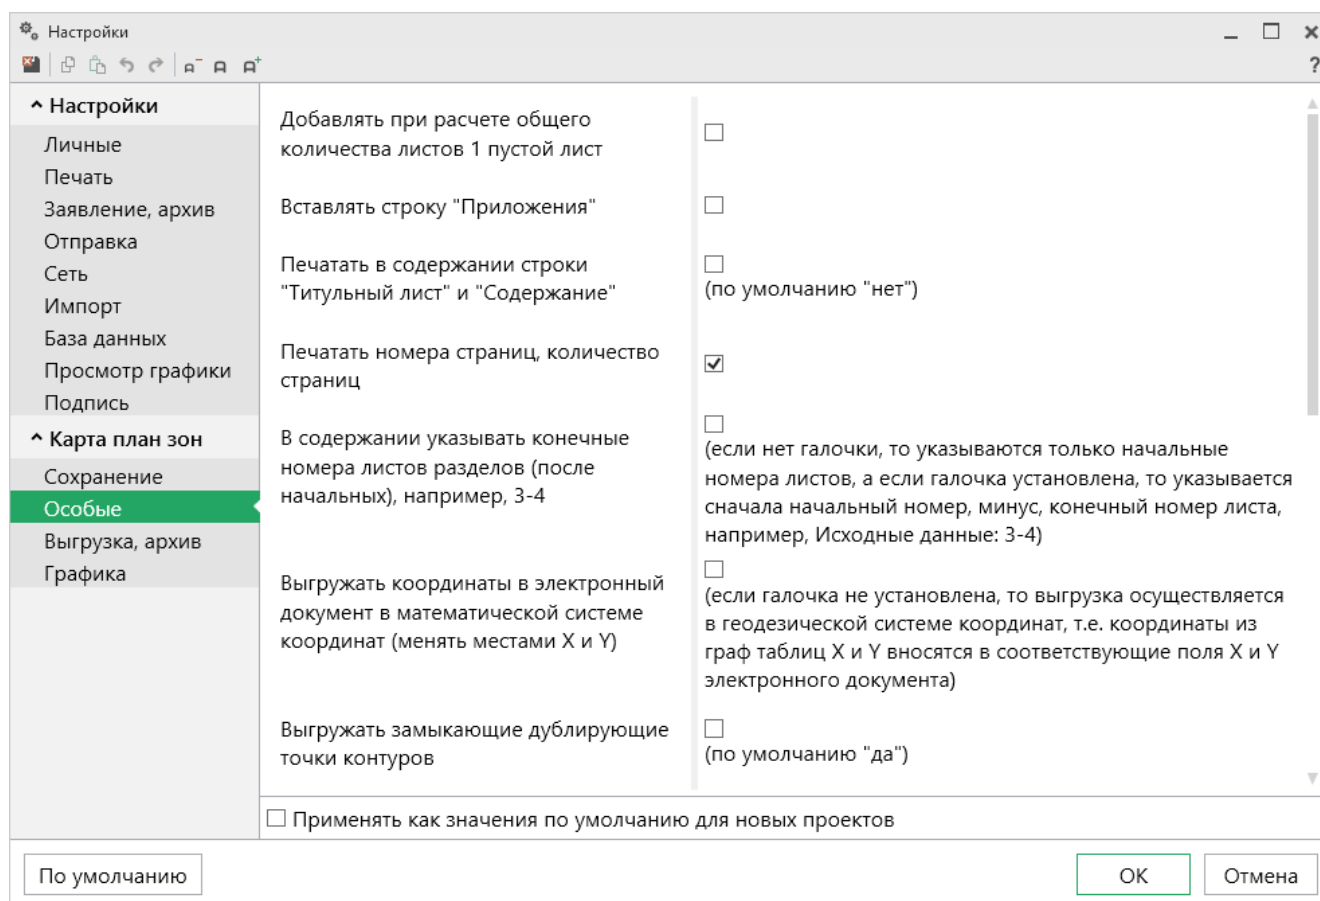 Настройки
?
Настройки
Личные
Печать
Заявление, архив
Отправка
Сеть
Импорт
База данных
Просмотр графики
Подпись
Карта план зон
Сохранение
Особые
Выгрузка, архив
Графика
Добавлять при расчете общего
количества листов 1 пустой лист
Вставлять строку "Приложения"
Печатать в содержании строки
"Титульный лист" и "Содержание"
(по умолчанию "нет")
Печатать номера страниц, количество
страниц
В содержании указывать конечные
номера листов разделов (после
начальных), например, 3-4
(если нет галочки, то указываются только начальные
номера листов, а если галочка установлена, то указывается
сначала начальный номер, минус, конечный номер листа,
например, Исходные данные: 3-4)
Выгружать координаты в электронный
документ в математической системе
координат (менять местами X и Y)
(если галочка не установлена, то выгрузка осуществляется
в геодезической системе координат, т.е. координаты из
граф таблиц X и Y вносятся в соответствующие поля X и Y
электронного документа)
Выгружать замыкающие дублирующие
точки контуров
(по умолчанию "да")
Применять как значения по умолчанию для новых проектов
По умолчанию
ОК
Отмена